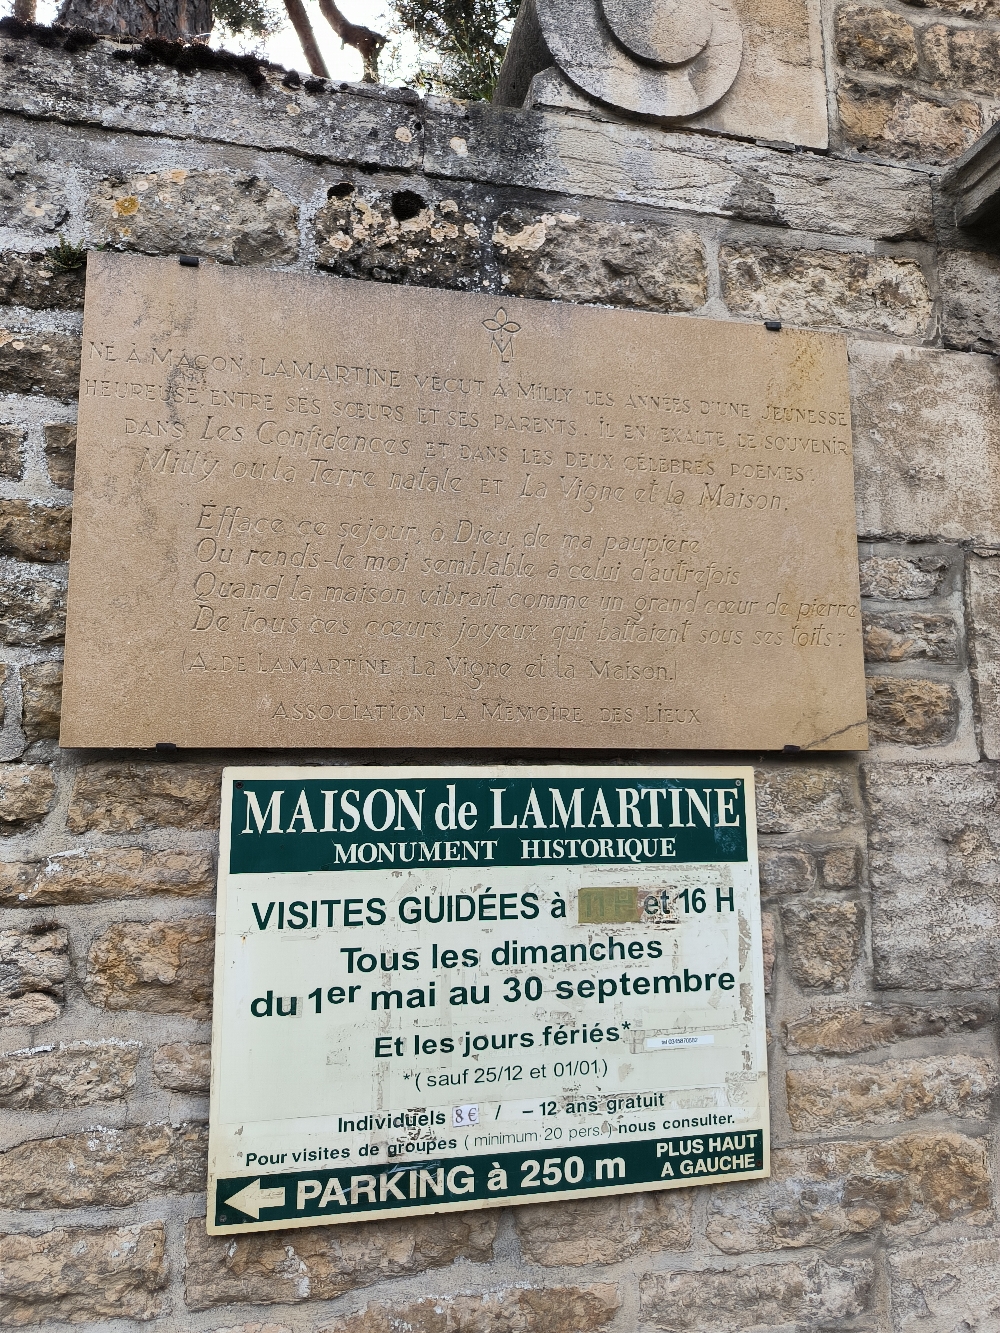 M
NÉ À MÂCON, LAMARTINE VÉCUT À MILLY LES ANNÉES D'UNE JEUNESSE
HEUREUSE, ENTRE SES SŒURS ET SES PARENTS. IL EN EXALTE LE SOUVENIR
DANS Les Confidences ET DANS LES DEUX CÉLÈBRES POÈMES :
Milly ou la Terre natale ET La Vigne et la Maison.
"Efface ce séjour, ô Dieu, de ma paupière
Ou rends-le moi semblable à celui d'autrefois
Quand la maison vibrait comme un grand cœur de pierre
De tous ces cœurs joyeux qui battaient sous ses toits"
(A. DE LAMARTINE, La Vigne et la Maison.)
ASSOCIATION LA MÉMOIRE DES LIEUX
MAISON de LAMARTINE
MONUMENT HISTORIQUE
VISITES GUIDÉES à et 16 H
Tous les dimanches
du 1er mai au 30 septembre
Et les jours fériés*
*( sauf 25/12 et 01/01 )
Individuels 8 € / - 12 ans gratuit
Pour visites de groupes ( minimum 20 pers. ) nous consulter.
PARKING à 250 m PLUS HAUT
A GAUCHE